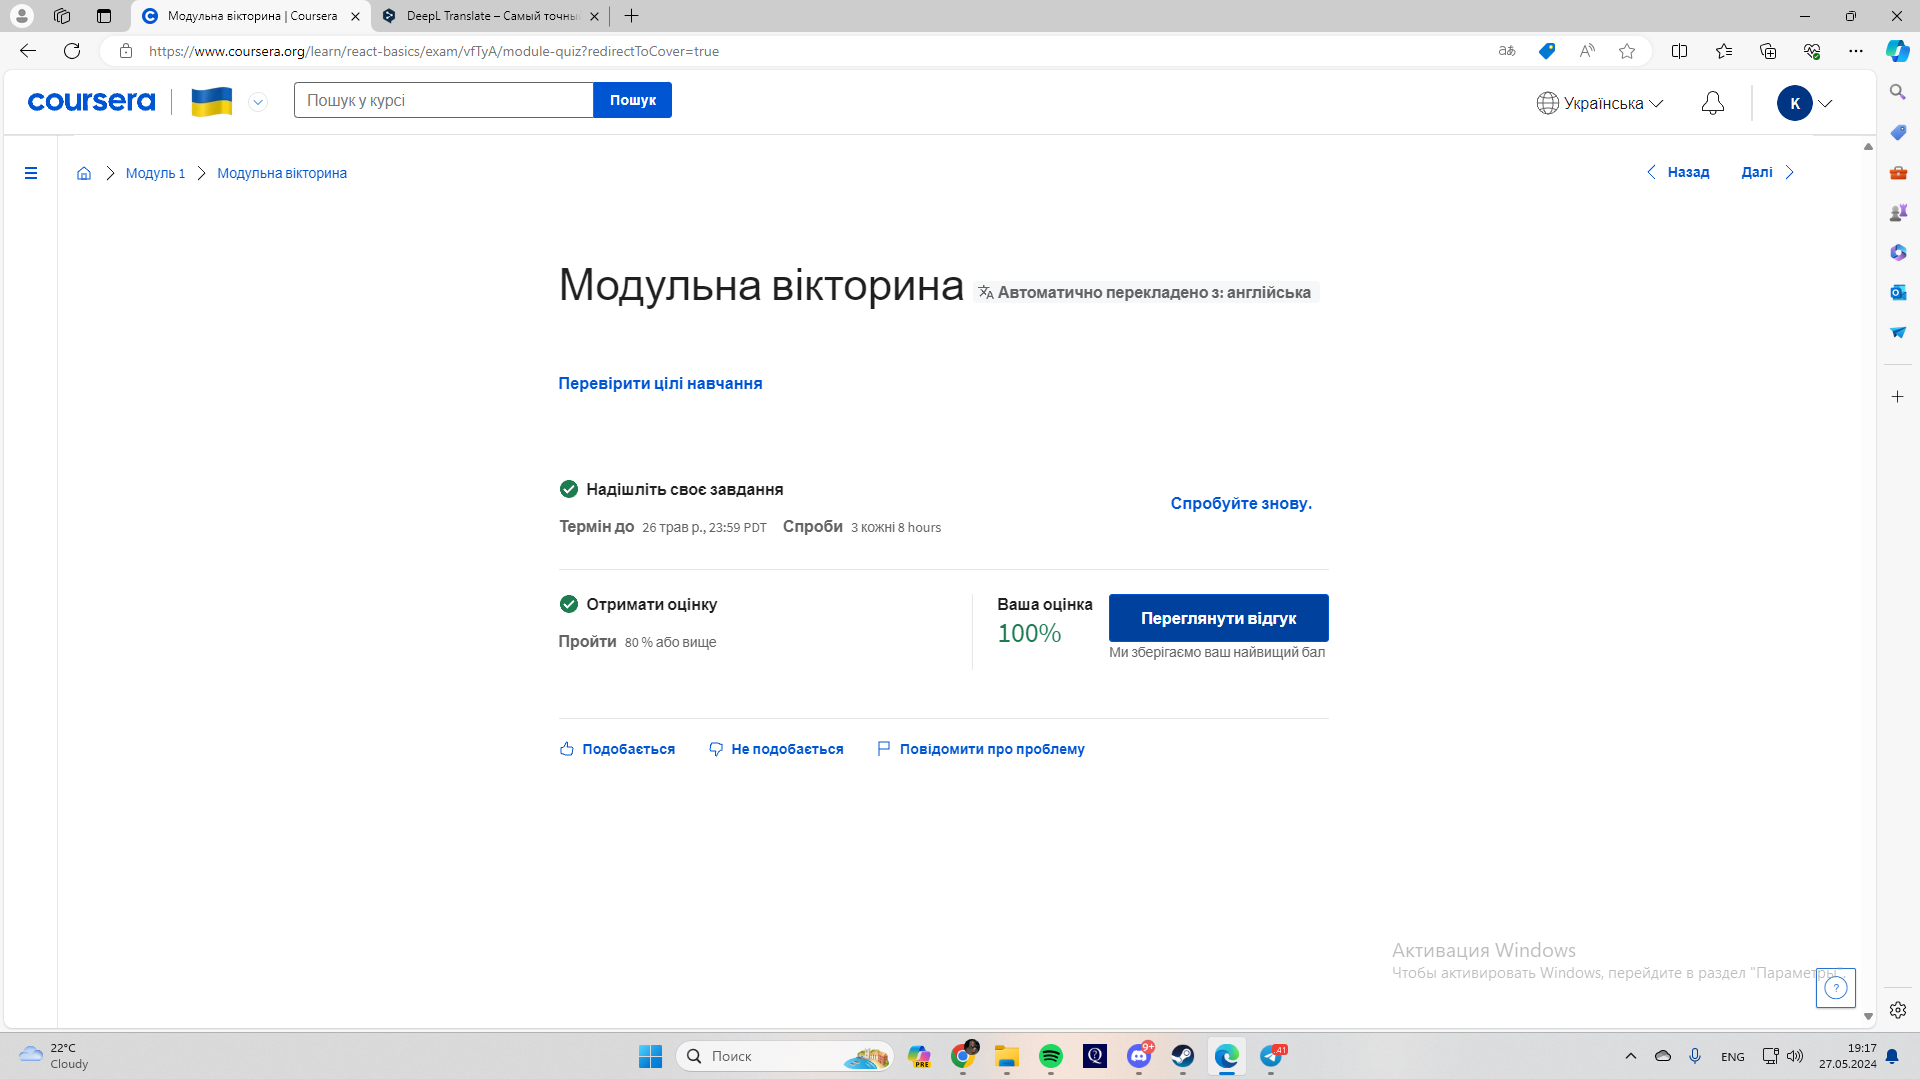 Модульна вікторина | Coursera
DeepL Translate – Самый точны
https://www.coursera.org/learn/react-basics/exam/vfTyA/module-quiz?redirectToCover=true
coursera
Пошук у курсі
Пошук
Українська
K
Модуль 1
Модульна вікторина
Назад
Далі
Модульна вікторина
Автоматично перекладено з: англійська
Перевірити цілі навчання
Надішліть своє завдання
Спробуйте знову.
Термін до 26 трав р., 23:59 PDT Спроби 3 кожні 8 hours
Отримати оцінку
Ваша оцінка
Переглянути відгук
Пройти 80 % або вище
100%
Ми зберігаємо ваш найвищий бал
Подобається
Не подобається
Повідомити про проблему
Активация Windows
Чтобы активировать Windows, перейдите в раздел "Параметры".
22°C
Cloudy
Поиск
PRE
9+
41
ENG
19:17
27.05.2024